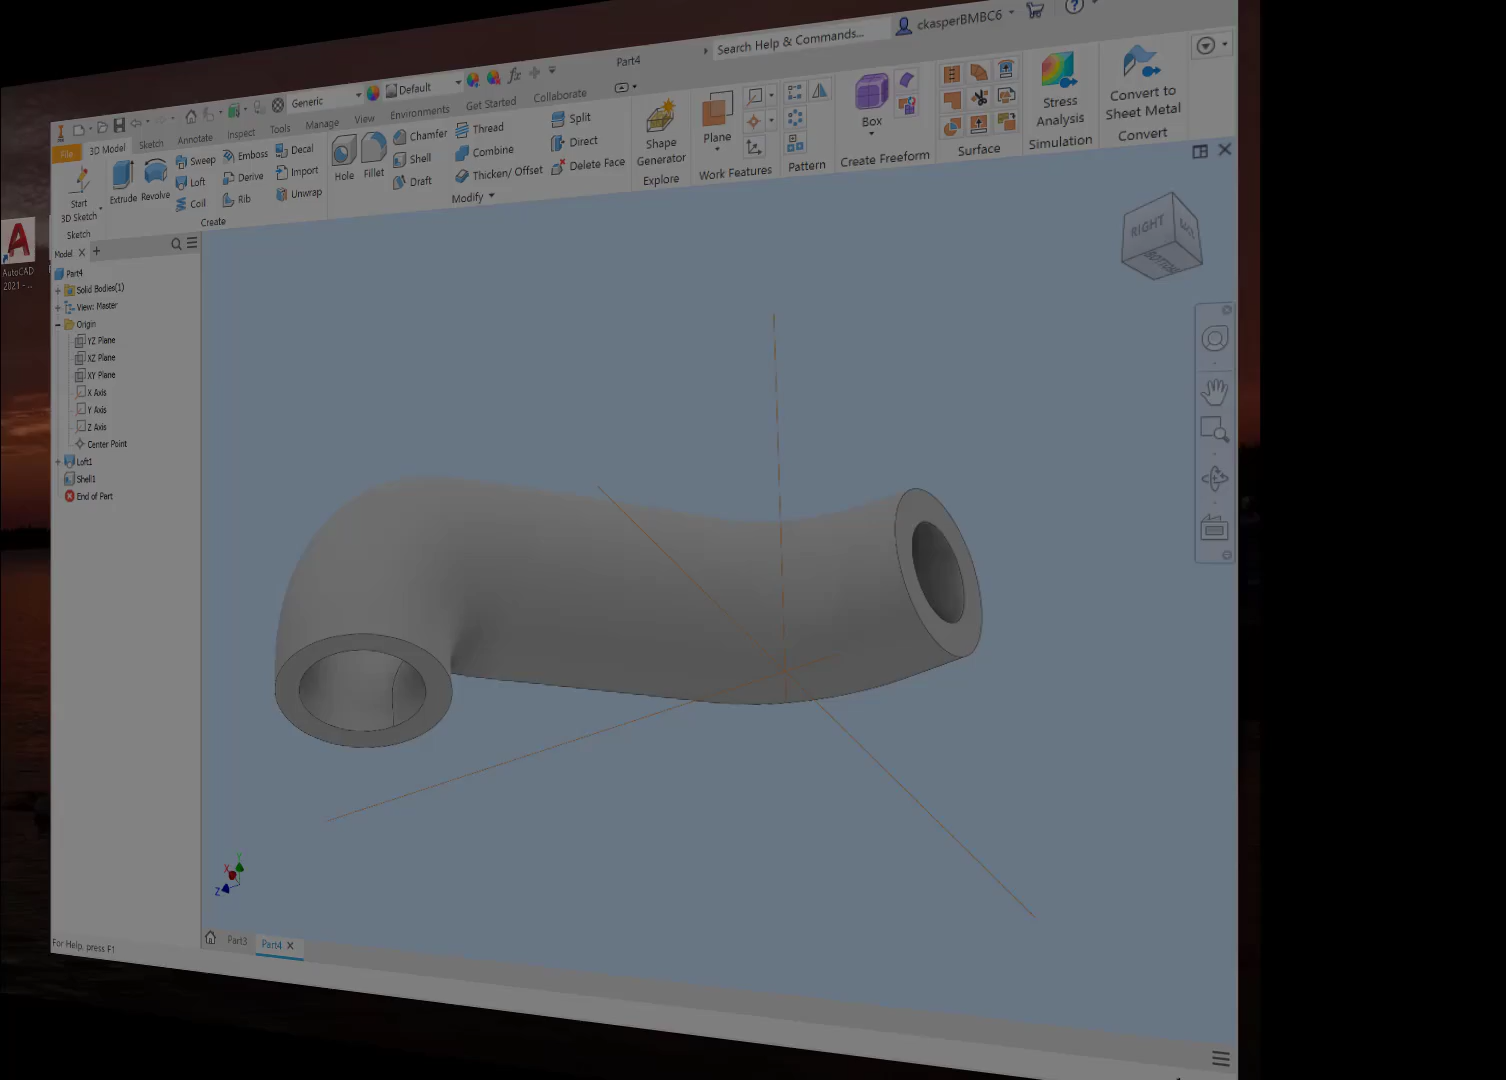 Part4
Search Help & Commands...
ckasperBMBC6
Generic
Default
File
3D Model
Sketch
Annotate
Inspect
Tools
Manage
View
Environments
Get Started
Collaborate
Start
3D Sketch
Sketch
Extrude
Revolve
Sweep
Loft
Coil
Emboss
Derive
Rib
Decal
Import
Unwrap
Create
Hole
Fillet
Chamfer
Shell
Draft
Thread
Combine
Thicken/ Offset
Split
Direct
Delete Face
Modify
Shape
Generator
Explore
Plane
Work Features
Pattern
Box
Create Freeform
Surface
Stress
Analysis
Simulation
Convert to
Sheet Metal
Convert
Model
Part4
Solid Bodies(1)
View: Master
Origin
YZ Plane
XZ Plane
XY Plane
X Axis
Y Axis
Z Axis
Center Point
Loft1
Shell1
End of Part
AutoCAD
2021 - ...
RIGHT
BOTTOM
Y
X
Z
Part3
Part4
For Help, press F1